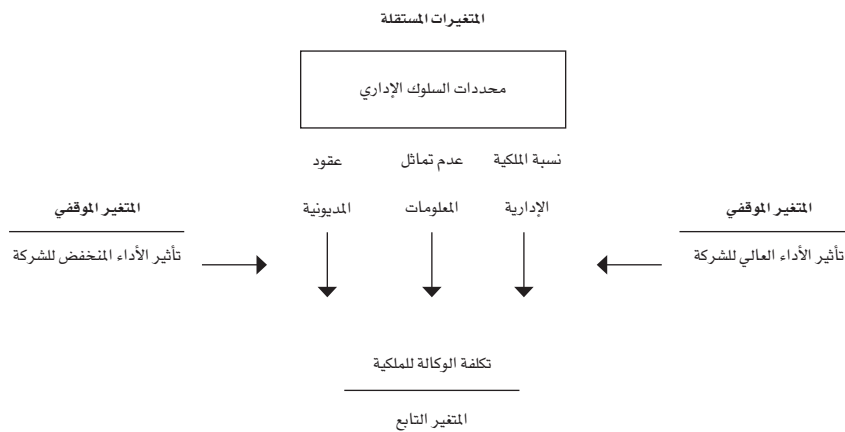 المتغيرات المستقلة
محددات السلوك الإداري
نسبة الملكية
الإدارية
عدم تماثل
المعلومات
عقود
المديونية
المتغير الموقفي
تأثير الأداء العالي للشركة
المتغير الموقفي
تأثير الأداء المنخفض للشركة
تكلفة الوكالة للملكية
المتغير التابع